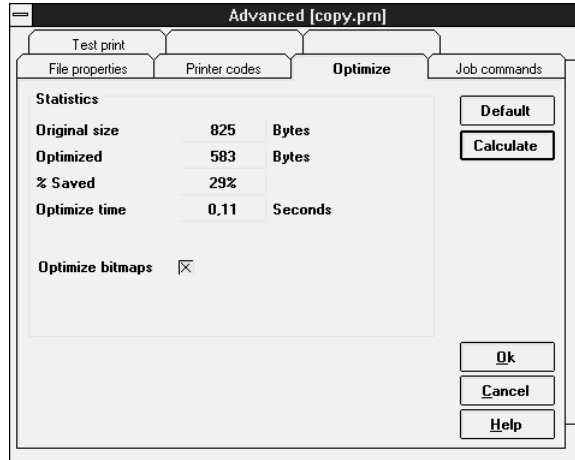 Advanced [copy.prn]
Test print
File properties Printer codes Optimize Job commands
Statistics
Original size 825 Bytes
Optimized 583 Bytes
% Saved 29%
Optimize time 0,11 Seconds
Optimize bitmaps
Default
Calculate
Ok
Cancel
Help